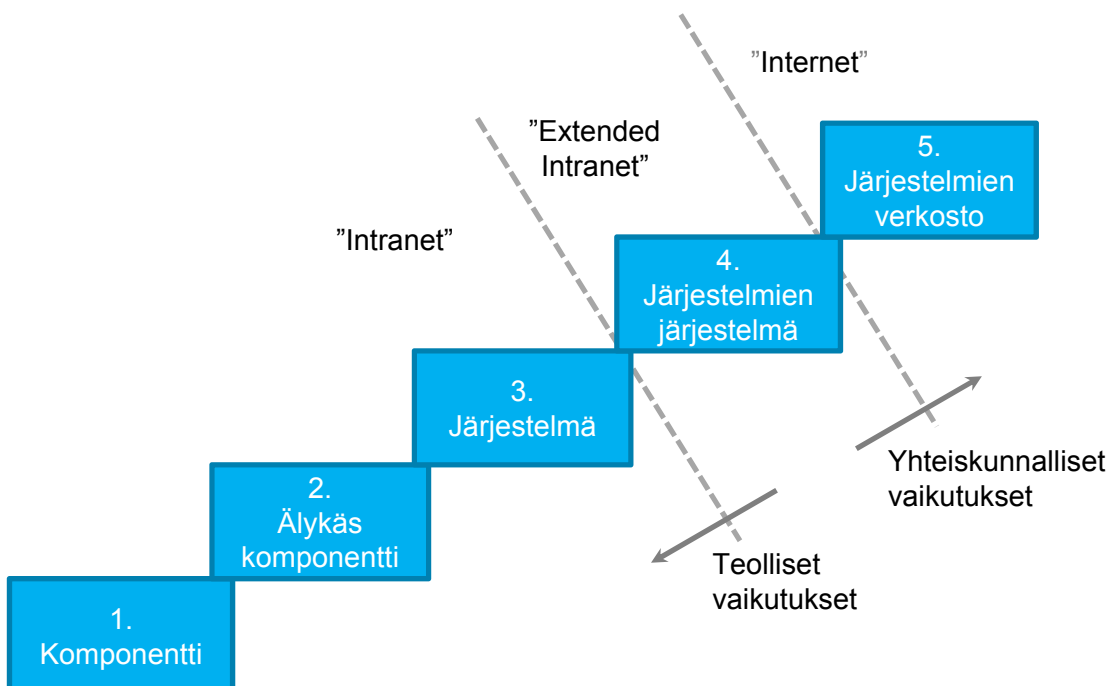 ”Internet”
”Extended
Intranet”
”Intranet”
5.
Järjestelmien
verkosto
4.
Järjestelmien
järjestelmä
3.
Järjestelmä
2.
Älykäs
komponentti
1.
Komponentti
Yhteiskunnalliset
vaikutukset
Teolliset
vaikutukset